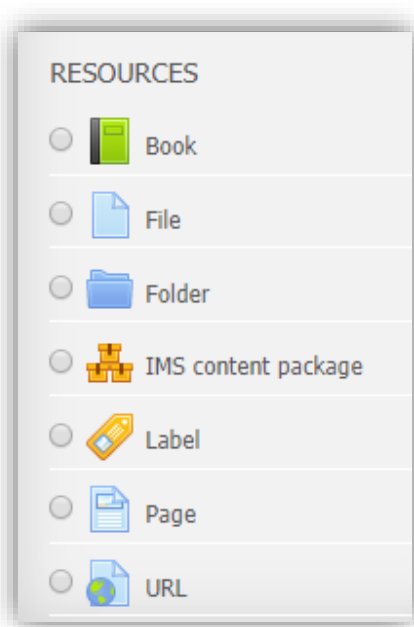 RESOURCES
Book
File
Folder
IMS content package
Label
Page
URL